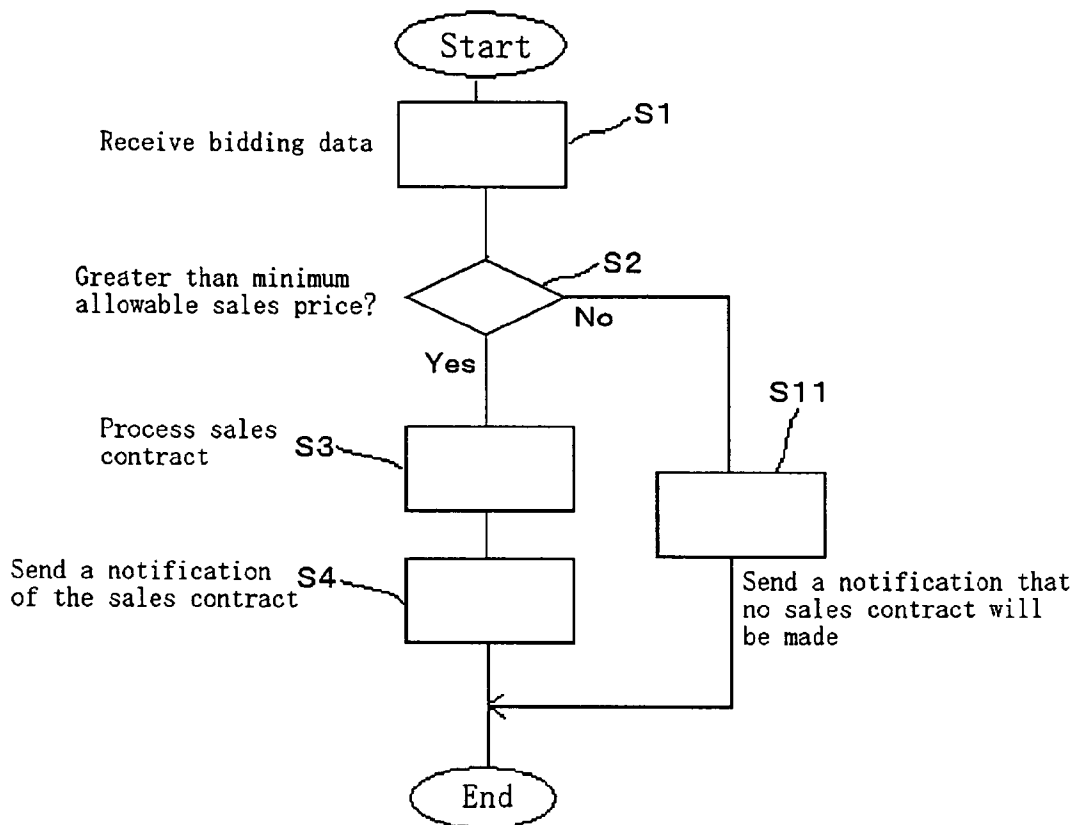 Start
S1
Receive bidding data
S2
Greater than minimum
allowable sales price?
No
Yes
S11
Process sales
contract
S3
Send a notification
of the sales contract
S4
Send a notification that
no sales contract will
be made
End